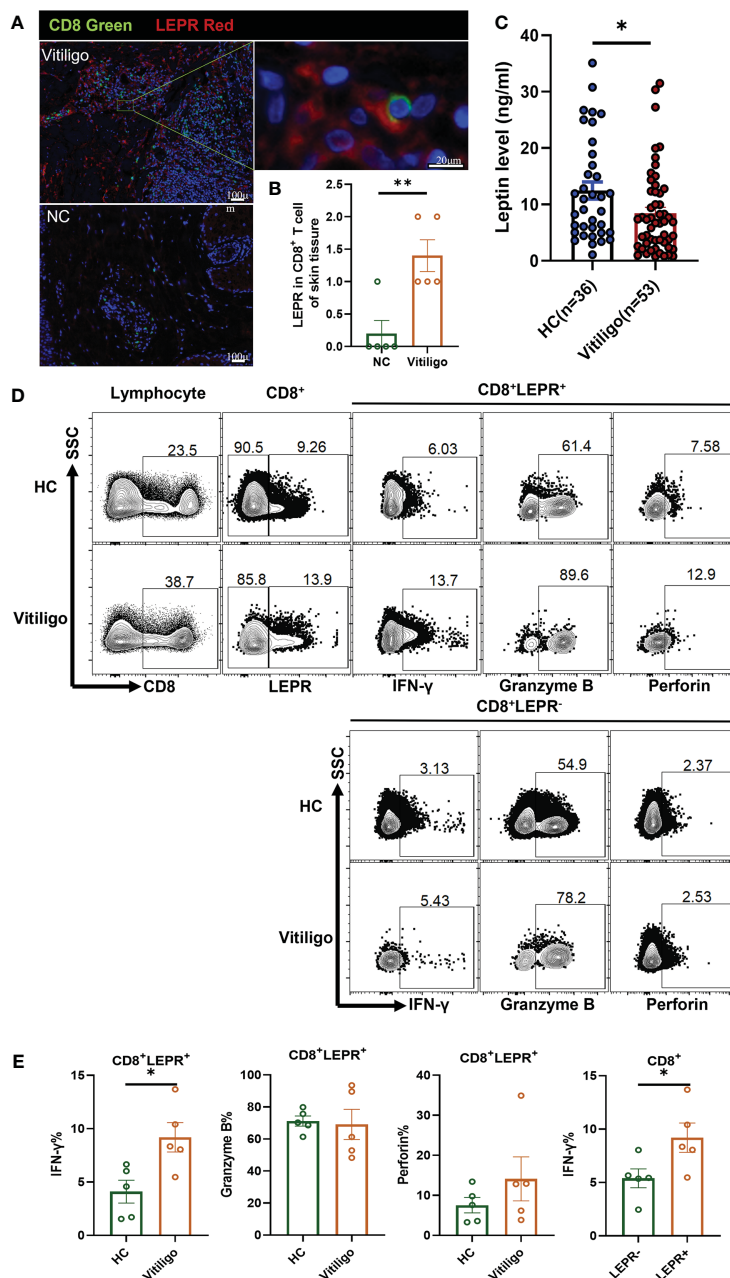 A
CD8 Green LEPR Red
Vitiligo
100μ
m
20μm
NC
100μ
B
**
LEPR in CD8+ T cell
of skin tissure
2.5
2.0
1.5
1.0
0.5
0.0
NC Vitiligo
C
*
Leptin level (ng/ml)
40
30
20
10
0
HC(n=36)
Vitiligo(n=53)
D
Lymphocyte CD8+ CD8+LEPR+
SSC
HC
23.5 90.5 9.26 6.03 61.4 7.58
Vitiligo
38.7 85.8 13.9 13.7 89.6 12.9
CD8 LEPR IFN-γ Granzyme B Perforin
CD8+LEPR-
SSC
HC
3.13 54.9 2.37
Vitiligo
5.43 78.2 2.53
IFN-γ Granzyme B Perforin
E
CD8+LEPR+
*
IFN-γ%
15
10
5
0
HC
Vitiligo
CD8+LEPR+
Granzyme B%
100
80
60
40
20
0
HC
Vitiligo
CD8+LEPR+
Perforin%
40
30
20
10
0
HC
Vitiligo
CD8+
*
IFN-γ%
15
10
5
0
LEPR-
LEPR+